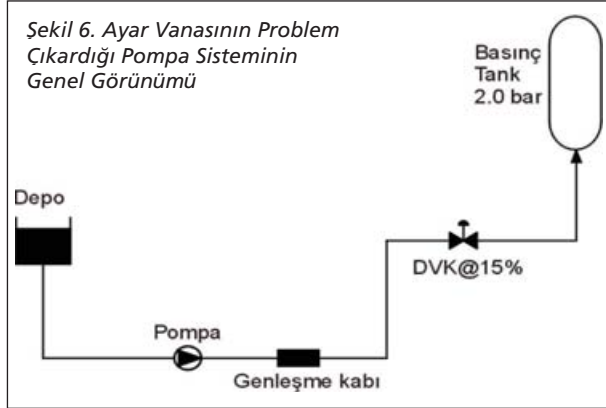 Şekil 6. Ayar Vanasının Problem
Çıkardığı Pompa Sisteminin
Genel Görünümü
Basınç
Tank
2.0 bar
Depo
DVK@15%
Pompa
Genleşme kabı